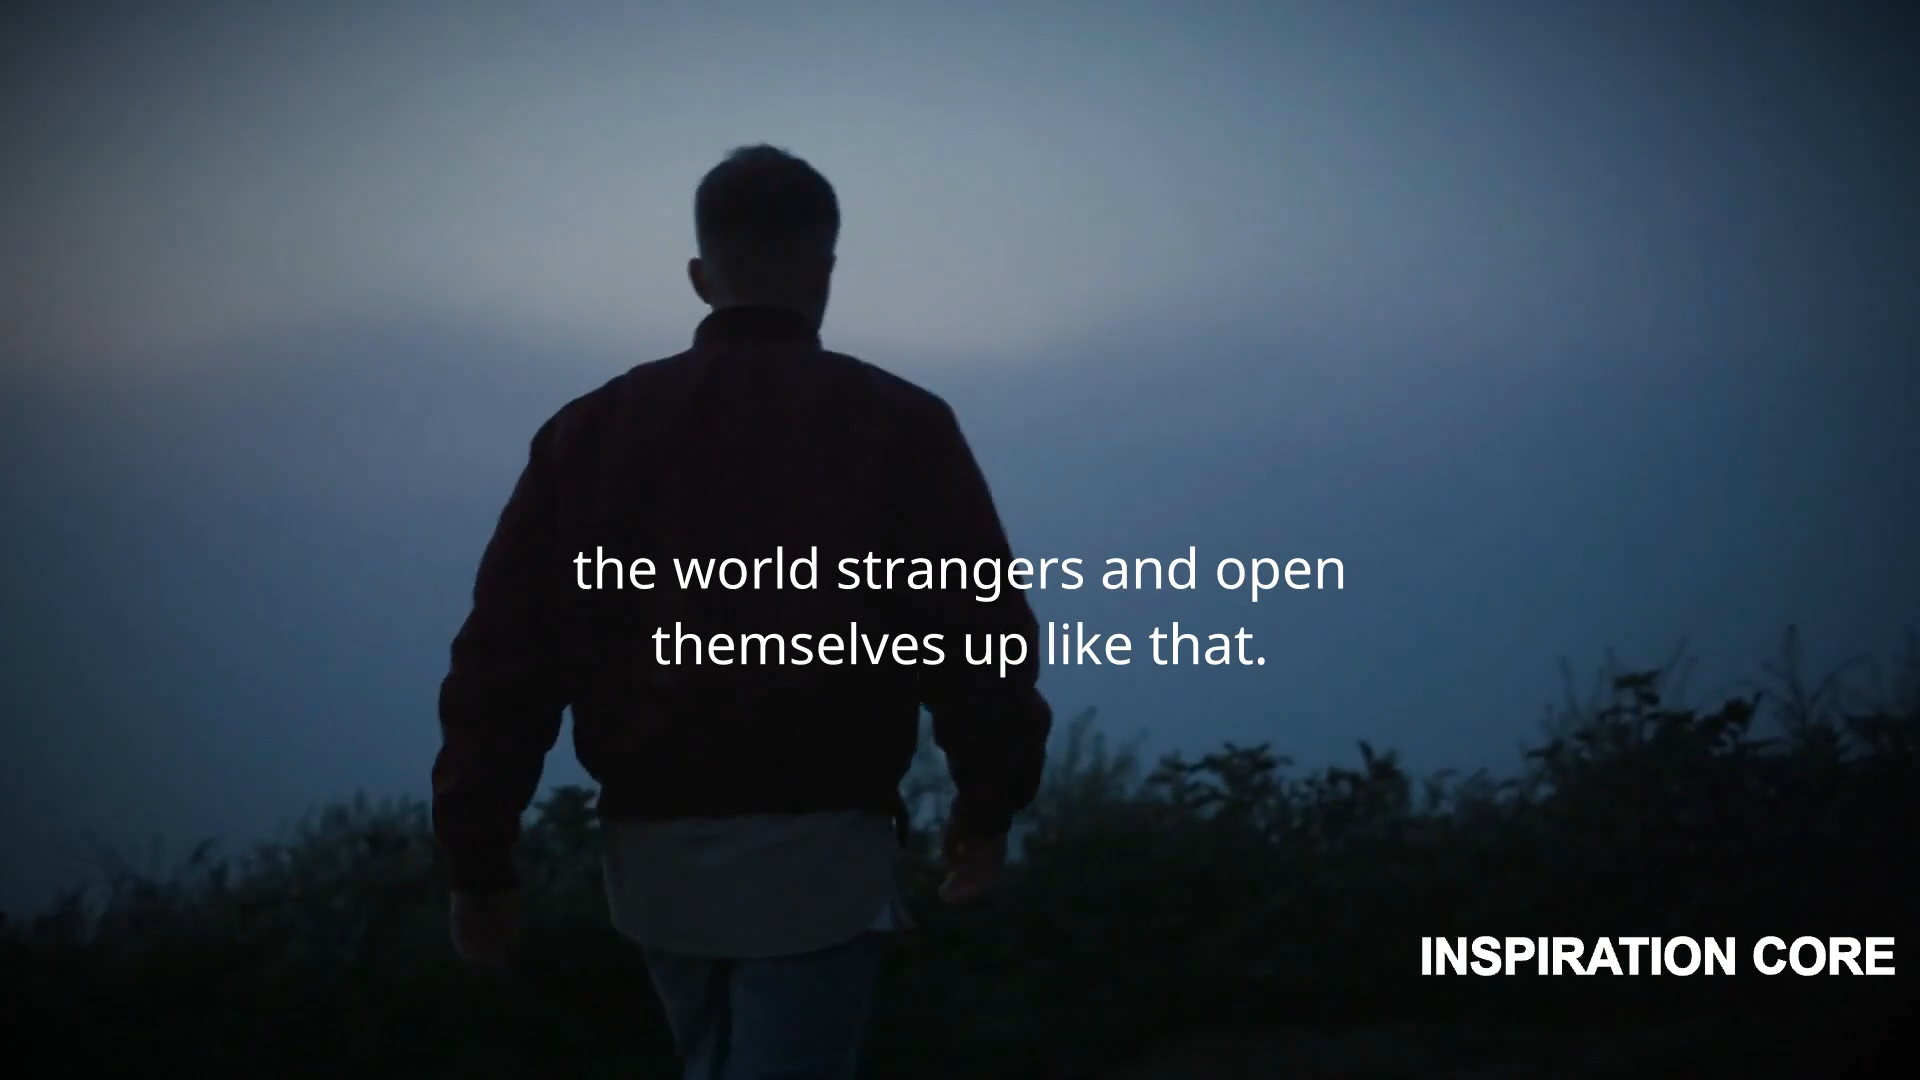 the world strangers and open
themselves up like that.
INSPIRATION CORE